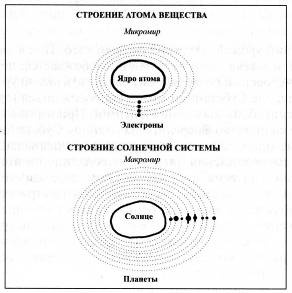 СТРОЕНИЕ АТОМА ВЕЩЕСТВА
Микромир
Ядро атома
Электроны
СТРОЕНИЕ СОЛНЕЧНОЙ СИСТЕМЫ
Макромир
Солнце
Планеты